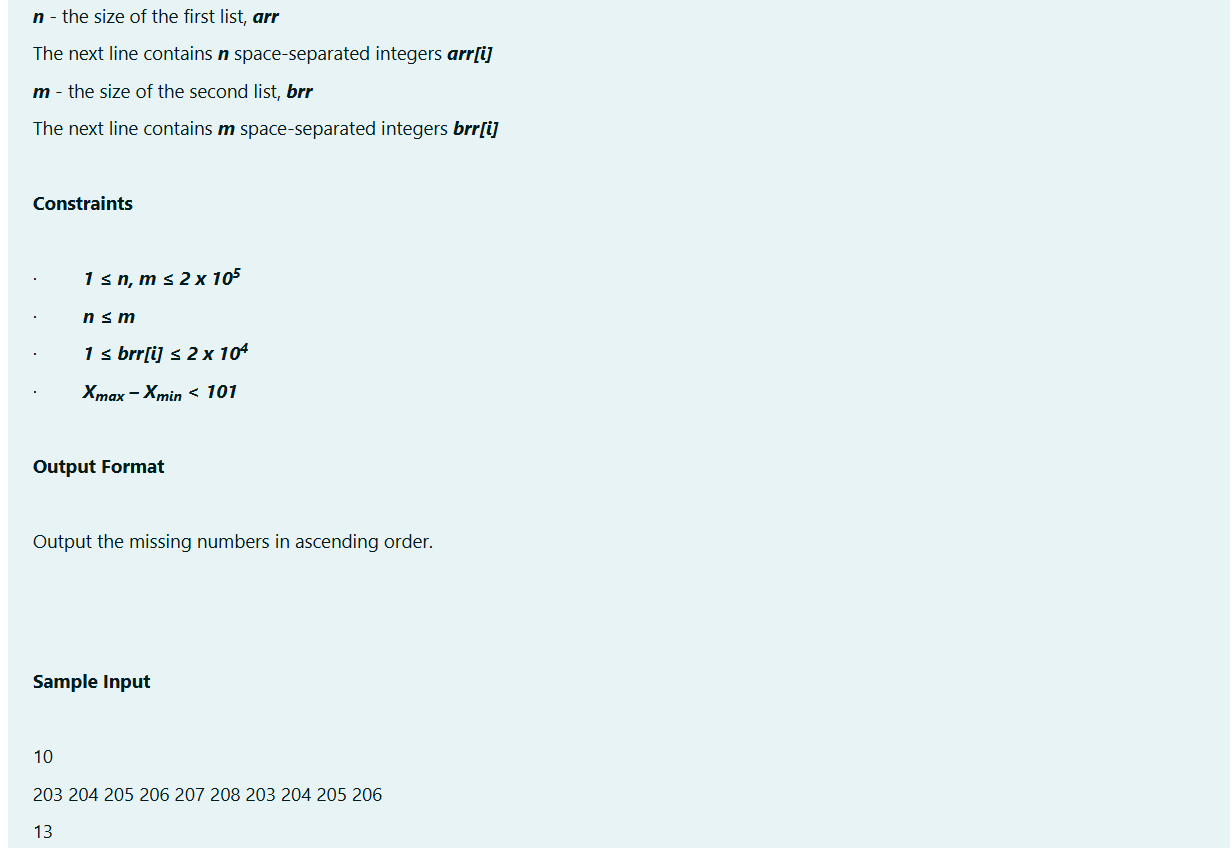 n - the size of the first list, arr
The next line contains n space-separated integers arr[i]
m - the size of the second list, brr
The next line contains m space-separated integers brr[i]
Constraints
· 1 ≤ n, m ≤ 2 x 10⁵
· n ≤ m
· 1 ≤ brr[i] ≤ 2 x 10⁴
· Xmax – Xmin < 101
Output Format
Output the missing numbers in ascending order.
Sample Input
10
203 204 205 206 207 208 203 204 205 206
13